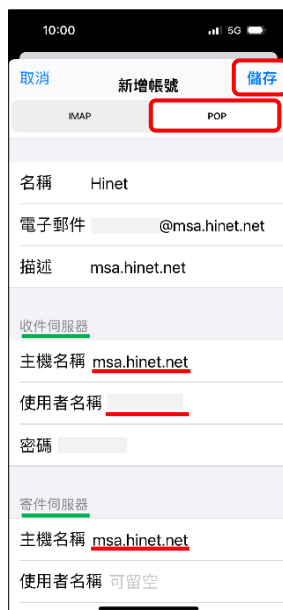 10:00 5G
取消 新增帳號 儲存
IMAP POP
名稱 Hinet
電子郵件 @msa.hinet.net
描述 msa.hinet.net
收件伺服器
主機名稱 msa.hinet.net
使用者名稱
密碼
寄件伺服器
主機名稱 msa.hinet.net
使用者名稱 可留空